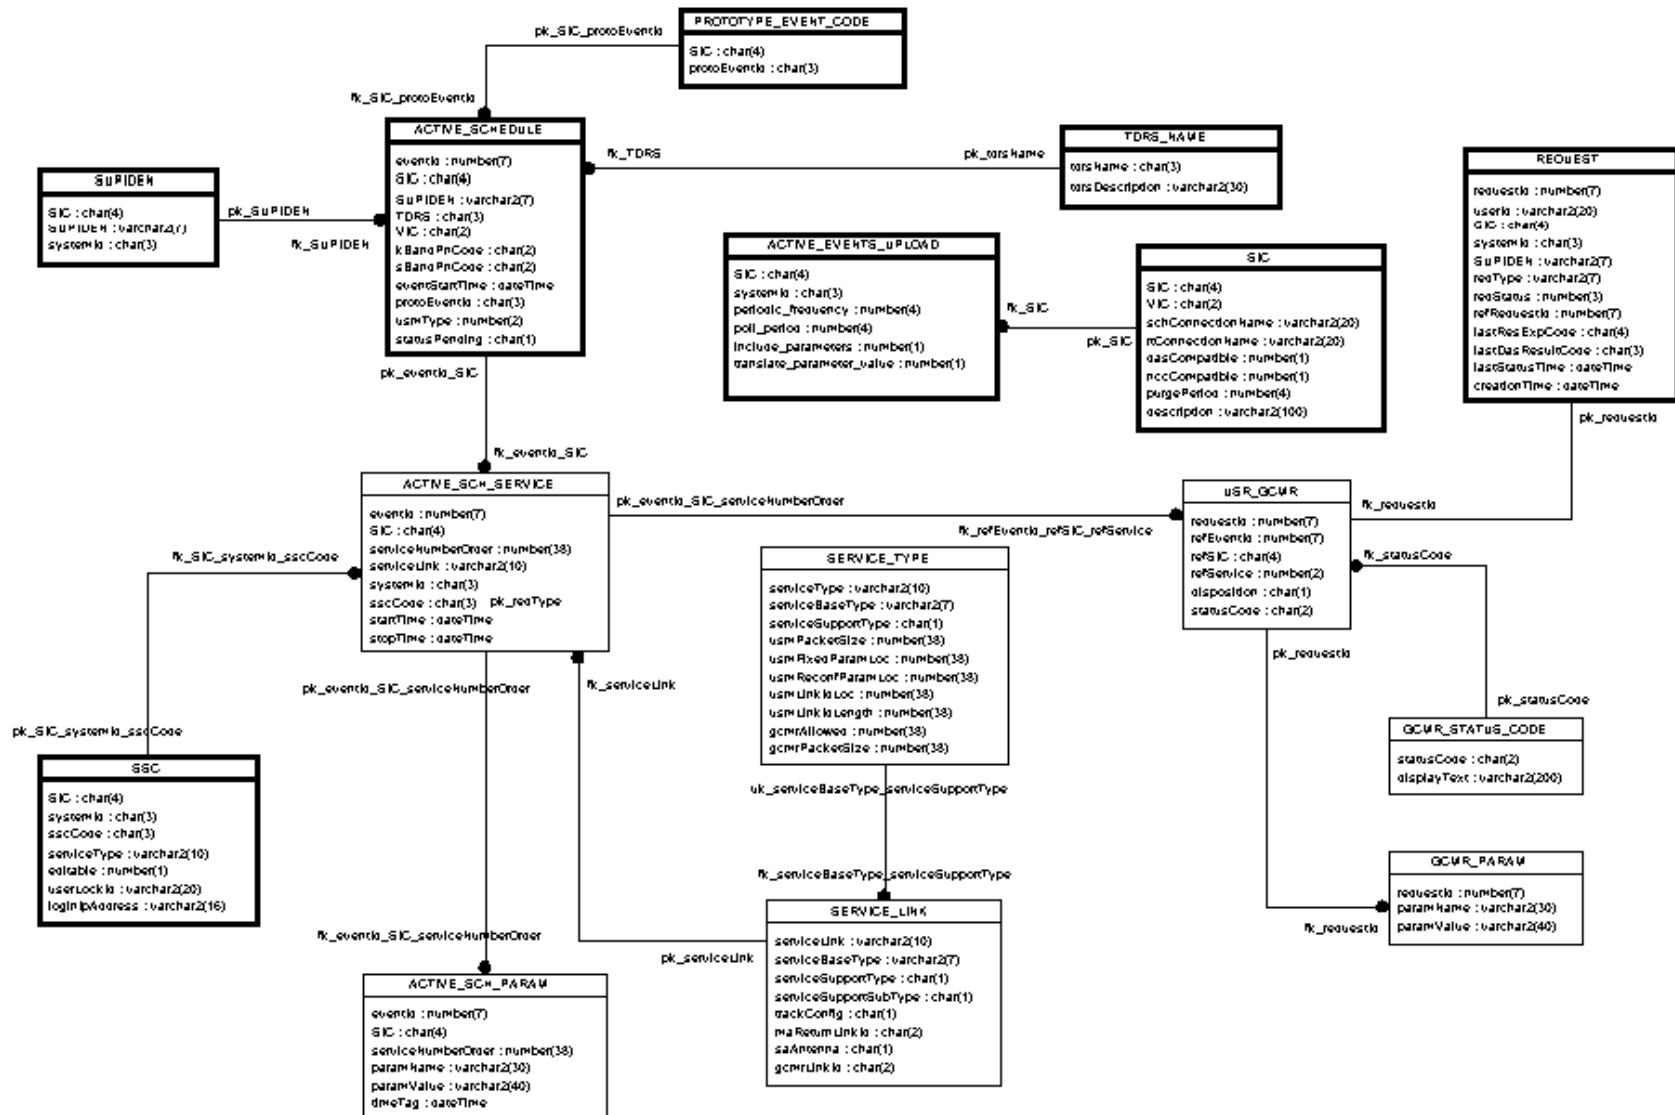 PROTOTYPE_EVENT_CODE
SIC : char(4)
protoEventId : char(3)
pk_SIC_protoEventId
fk_SIC_protoEventId
ACTIVE_SCHEDULE
eventId : number(7)
SIC : char(4)
SUPIDEN : varchar2(7)
TDRS : char(3)
VIC : char(2)
kBandPnCode : char(2)
sBandPnCode : char(2)
eventStartTime : dateTime
protoEventId : char(3)
usmType : number(2)
statusPending : char(1)
fk_TDRS
pk_tdrsName
TDRS_NAME
tdrsName : char(3)
tdrsDescription : varchar2(30)
SUPIDEN
SIC : char(4)
SUPIDEN : varchar2(7)
systemId : char(3)
pk_SUPIDEN
fk_SUPIDEN
ACTIVE_EVENTS_UPLOAD
SIC : char(4)
systemId : char(3)
periodic_frequency : number(4)
poll_period : number(4)
include_parameters : number(1)
translate_parameter_value : number(1)
fk_SIC
pk_SIC
SIC
SIC : char(4)
VIC : char(2)
schConnectionName : varchar2(20)
rtConnectionName : varchar2(20)
dasCompatible : number(1)
nccCompatible : number(1)
purgePeriod : number(4)
description : varchar2(100)
REQUEST
requestId : number(7)
userId : varchar2(20)
SIC : char(4)
systemId : char(3)
SUPIDEN : varchar2(7)
reqType : varchar2(7)
reqStatus : number(3)
refRequestId : number(7)
lastResExpCode : char(4)
lastDasResultCode : char(3)
lastStatusTime : dateTime
creationTime : dateTime
pk_requestId
pk_eventId_SIC
fk_eventId_SIC
ACTIVE_SCH_SERVICE
eventId : number(7)
SIC : char(4)
serviceNumberOrder : number(38)
serviceLink : varchar2(10)
systemId : char(3)
sscCode : char(3)
pk_reqType
startTime : dateTime
stopTime : dateTime
pk_eventId_SIC_serviceNumberOrder
fk_refEventId_refSIC_refService
USR_GCMR
requestId : number(7)
refEventId : number(7)
refSIC : char(4)
refService : number(2)
disposition : char(1)
statusCode : char(2)
fk_requestId
fk_statusCode
pk_requestId
pk_statusCode
fk_SIC_systemId_sscCode
pk_SIC_systemId_sscCode
SERVICE_TYPE
serviceType : varchar2(10)
serviceBaseType : varchar2(7)
serviceSupportType : char(1)
usmPacketSize : number(38)
usmFixedParamLoc : number(38)
usmReconfParamLoc : number(38)
usmLinkIdLoc : number(38)
usmLinkIdLength : number(38)
gcmrAllowed : number(38)
gcmrPacketSize : number(38)
pk_eventId_SIC_serviceNumberOrder
fk_serviceLink
GCMR_STATUS_CODE
statusCode : char(2)
displayText : varchar2(200)
SSC
SIC : char(4)
systemId : char(3)
sscCode : char(3)
serviceType : varchar2(10)
editable : number(1)
userLockId : varchar2(20)
loginIpAddress : varchar2(16)
uk_serviceBaseType_serviceSupportType
fk_serviceBaseType_serviceSupportType
GCMR_PARAM
requestId : number(7)
paramName : varchar2(30)
paramValue : varchar2(40)
fk_requestId
SERVICE_LINK
serviceLink : varchar2(10)
serviceBaseType : varchar2(7)
serviceSupportType : char(1)
serviceSupportSubType : char(1)
trackConfig : char(1)
maReturnLinkId : char(2)
saAntenna : char(1)
gcmrLinkId : char(2)
pk_serviceLink
fk_eventId_SIC_serviceNumberOrder
ACTIVE_SCH_PARAM
eventId : number(7)
SIC : char(4)
serviceNumberOrder : number(38)
paramName : varchar2(30)
paramValue : varchar2(40)
timeTag : dateTime